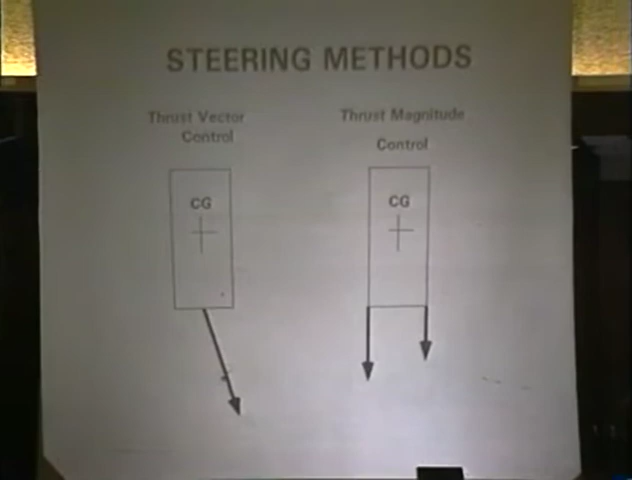 STEERING METHODS
Thrust Vector
Control
Thrust Magnitude
Control
CG
CG